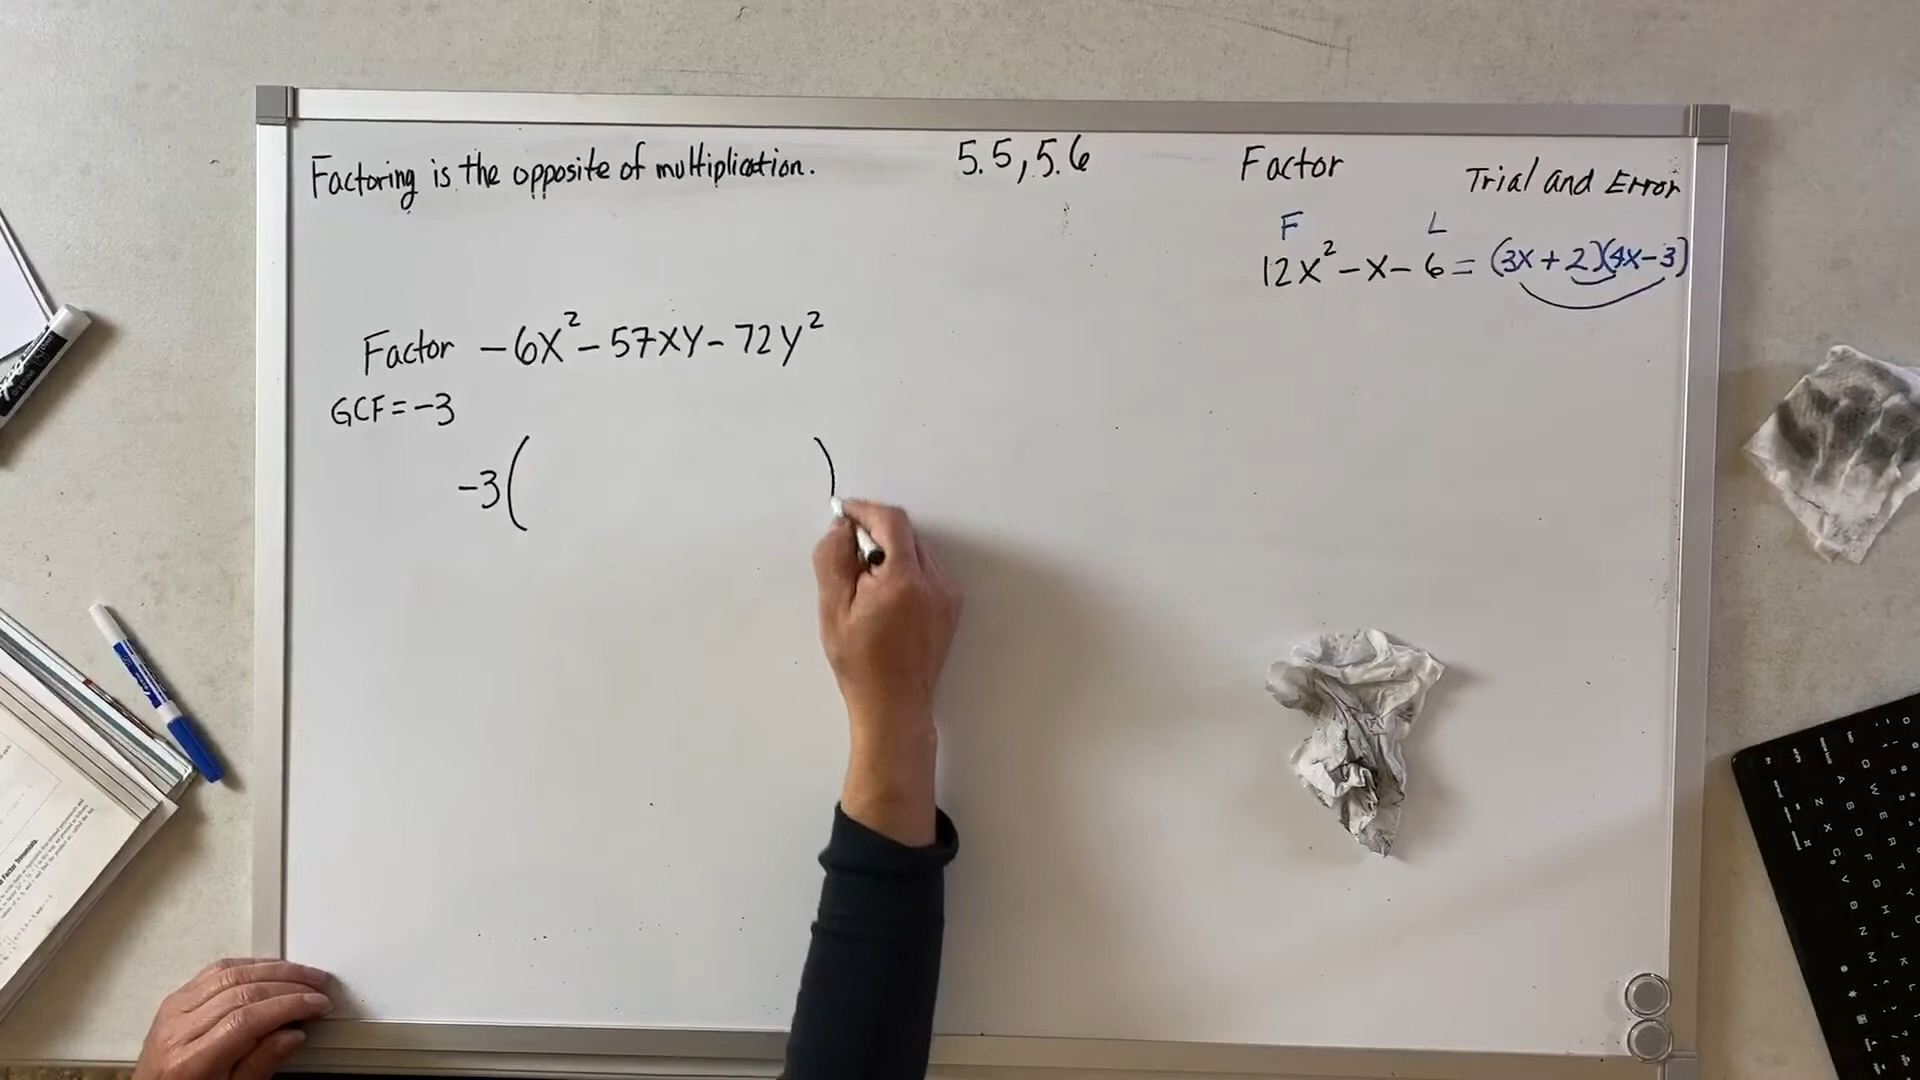 Factoring is the opposite of multiplication.
5.5, 5.6
Factor
Trial and Error
F L
12x² - x - 6 = (3x + 2)(4x - 3)
Factor -6x² - 57xy - 72y²
GCF = -3
-3( )